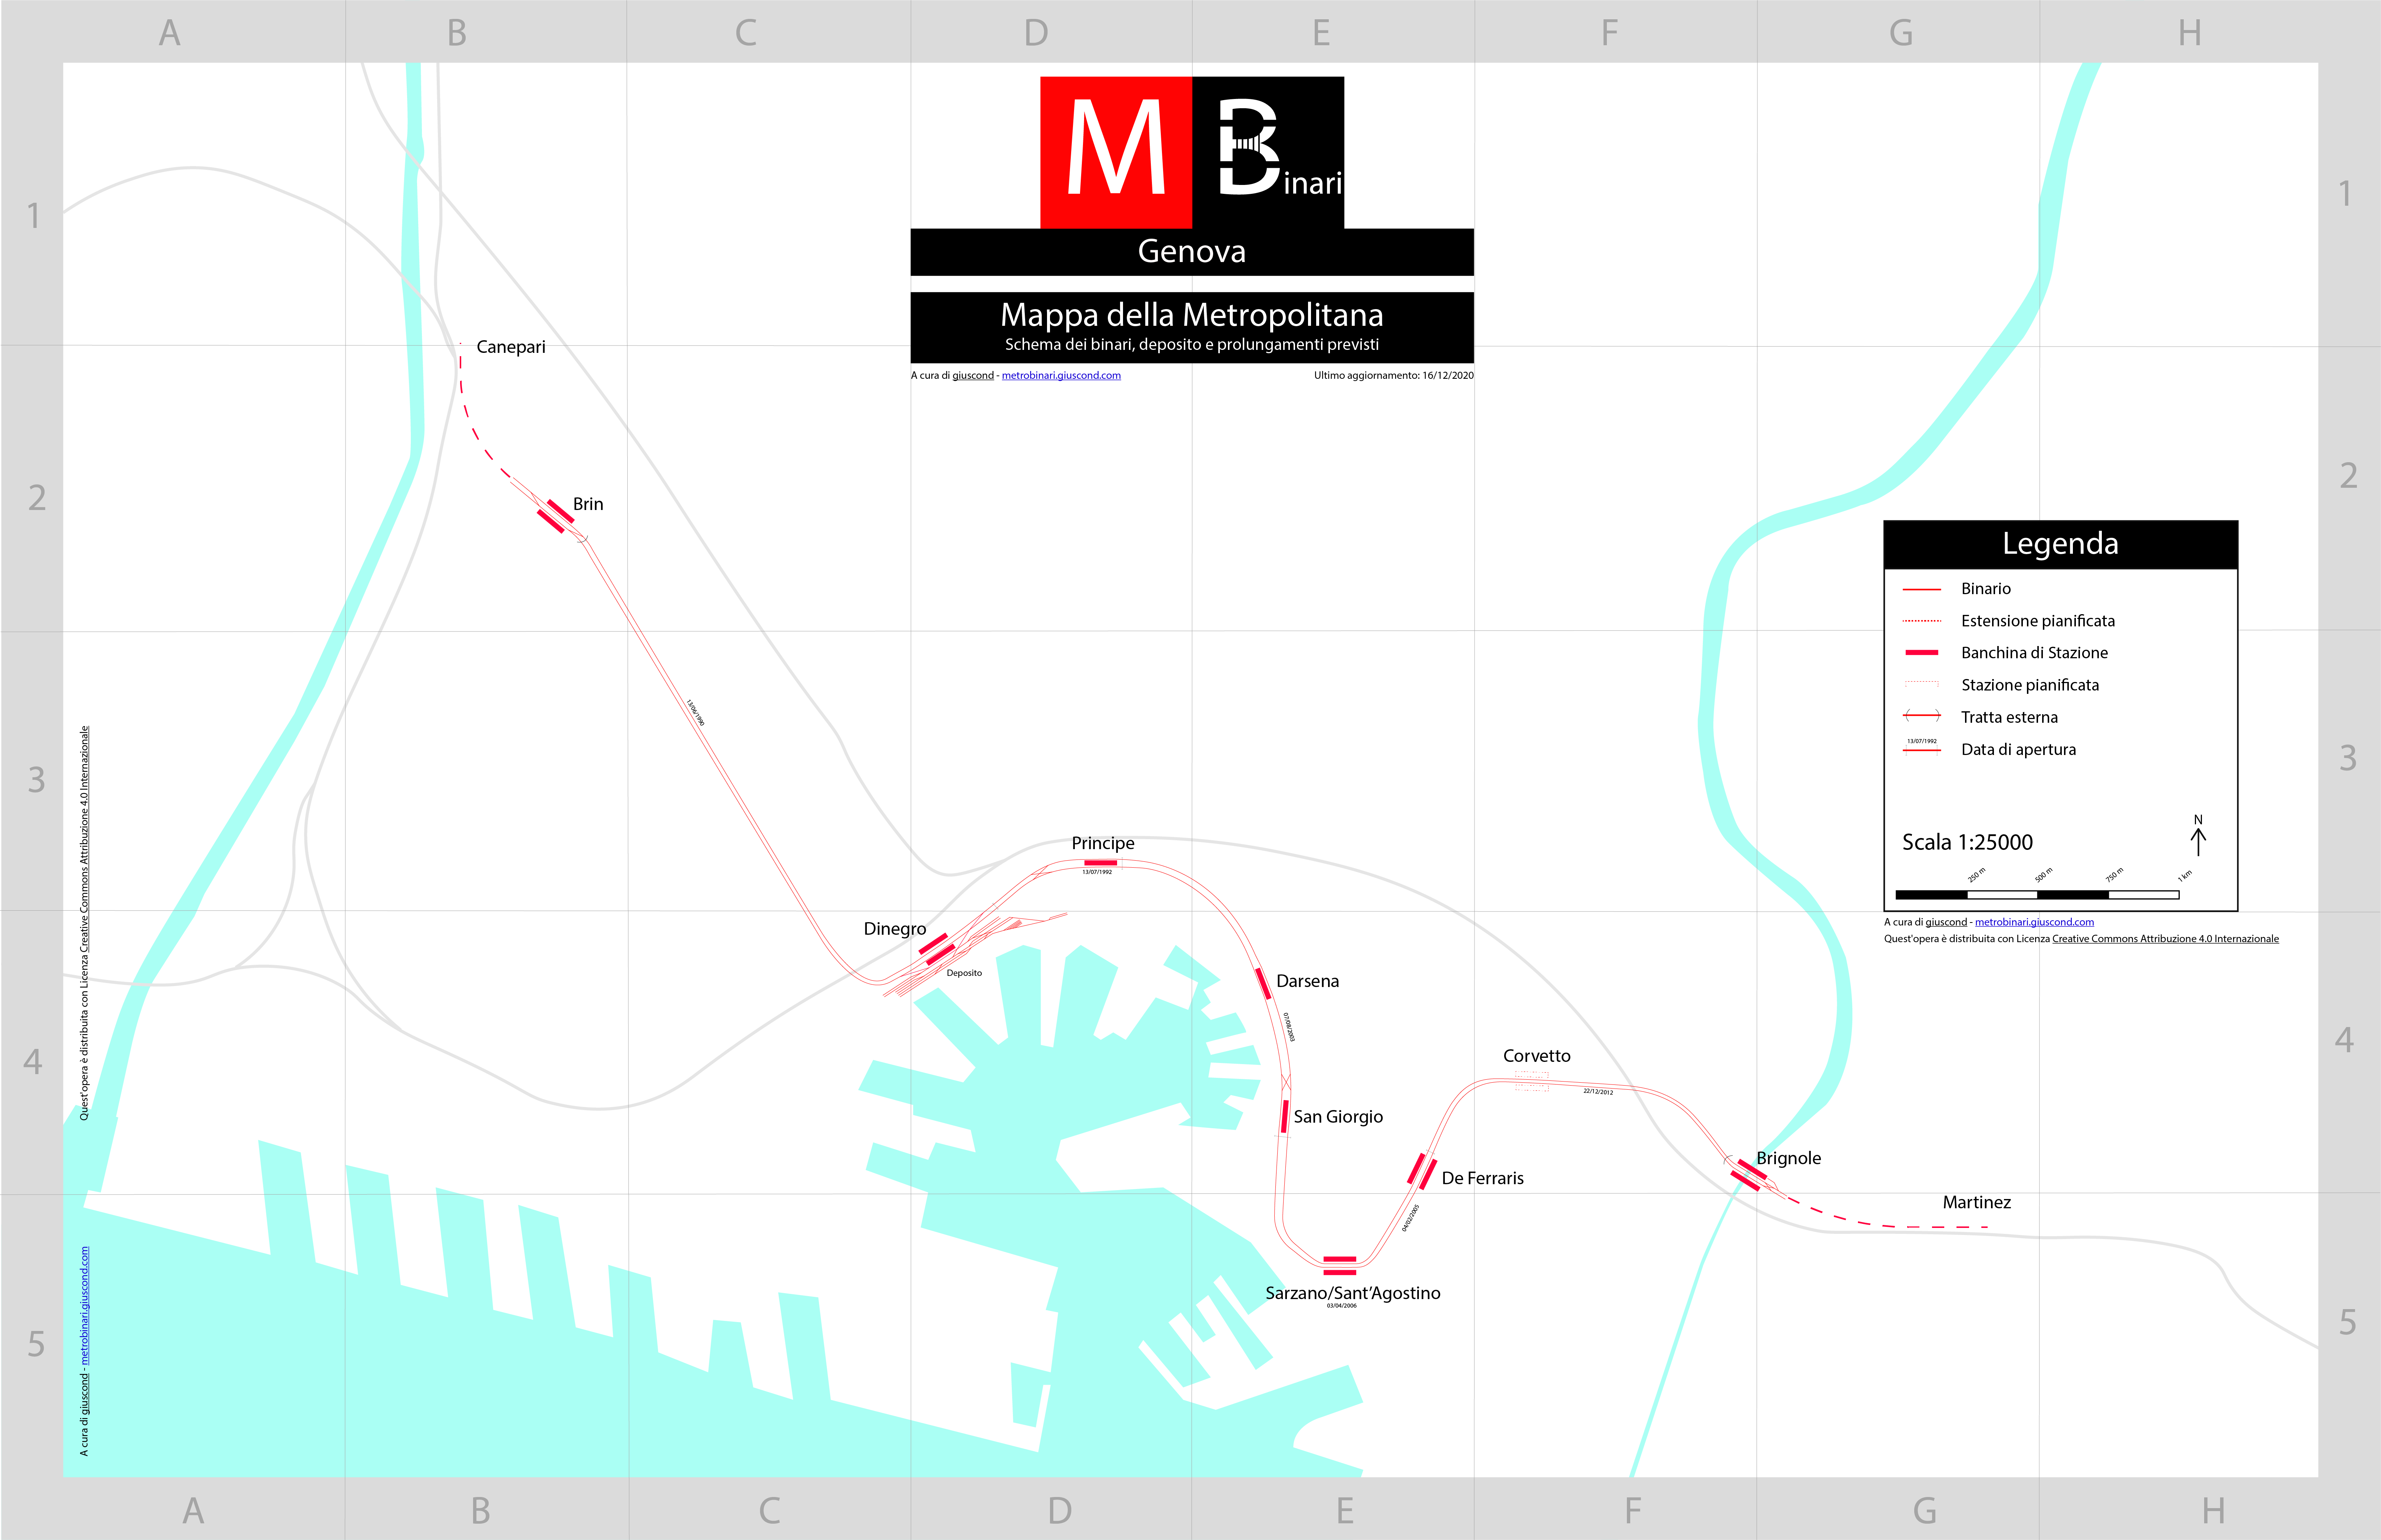 A B C D E F G H
M Binari
Genova
Mappa della Metropolitana
Schema dei binari, deposito e prolungamenti previsti
A cura di giuscond - metrobinari.giuscond.com
Ultimo aggiornamento: 16/12/2020
1
1
2
2
3
3
4
4
5
5
Canepari
Brin
13/06/1990
Dinegro
Deposito
Principe
13/07/1992
Darsena
07/08/2003
San Giorgio
Sarzano/Sant'Agostino
03/04/2006
De Ferraris
04/02/2005
Corvetto
22/12/2012
Brignole
Martinez
Legenda
Binario
Estensione pianificata
Banchina di Stazione
Stazione pianificata
Tratta esterna
13/07/1992
Data di apertura
N
Scala 1:25000
250 m
500 m
750 m
1 km
A cura di giuscond - metrobinari.giuscond.com
Quest'opera è distribuita con Licenza Creative Commons Attribuzione 4.0 Internazionale
Quest'opera è distribuita con Licenza Creative Commons Attribuzione 4.0 Internazionale
A cura di giuscond - metrobinari.giuscond.com
A B C D E F G H